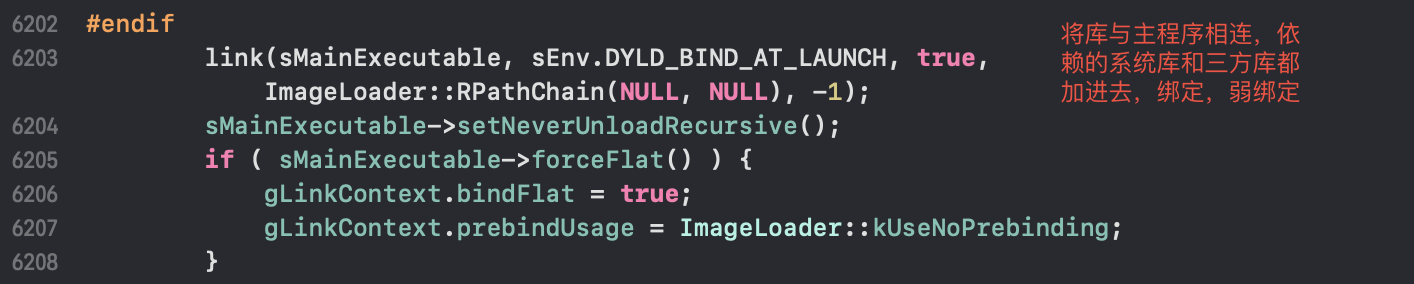 6202 #endif
6203 link(sMainExecutable, sEnv.DYLD_BIND_AT_LAUNCH, true,
ImageLoader::RPathChain(NULL, NULL), -1);
6204 sMainExecutable->setNeverUnloadRecursive();
6205 if ( sMainExecutable->forceFlat() ) {
6206 gLinkContext.bindFlat = true;
6207 gLinkContext.prebindUsage = ImageLoader::kUseNoPrebinding;
6208 }
将库与主程序相连，依
赖的系统库和三方库都
加进去，绑定，弱绑定